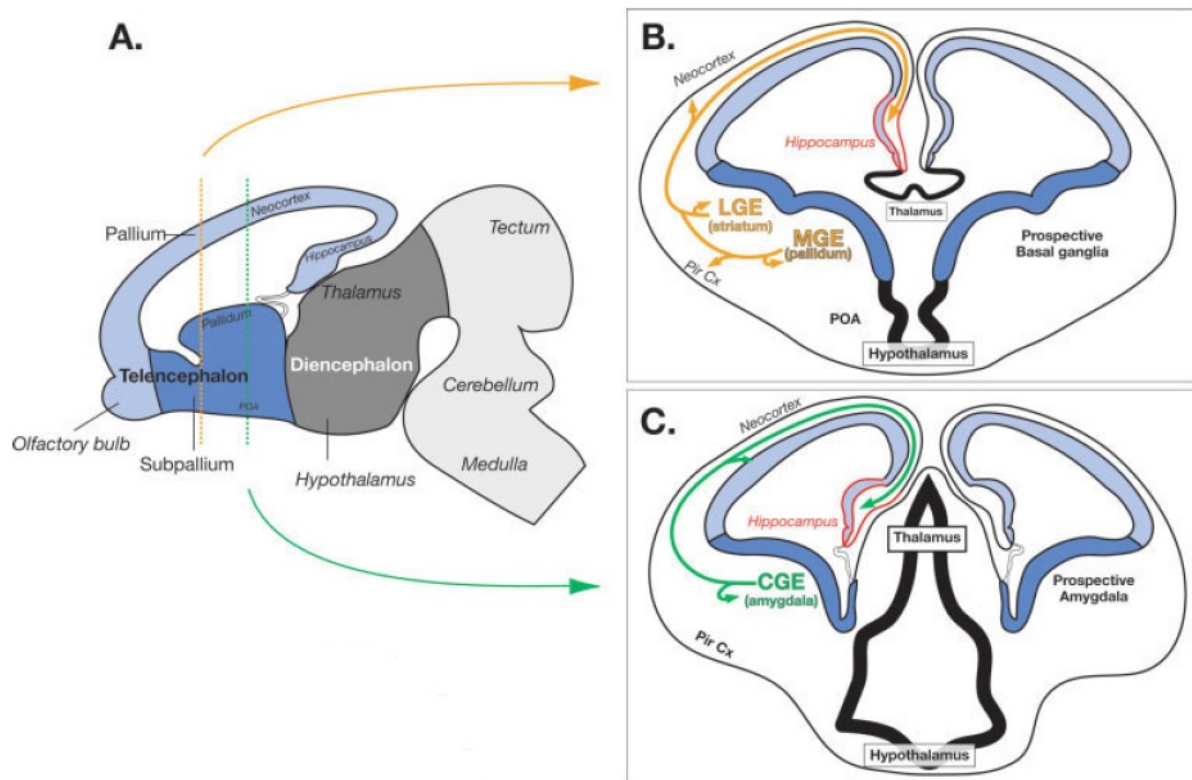 A.
Neocortex
Pallium
Hippocampus
Tectum
Thalamus
Pallidum
Diencephalon
Telencephalon
Cerebellum
POA
Olfactory bulb
Subpallium
Hypothalamus
Medulla
B.
Neocortex
Hippocampus
Thalamus
LGE
(striatum)
MGE
(pallidum)
Pir Cx
Prospective
Basal ganglia
POA
Hypothalamus
C.
Neocortex
Hippocampus
Thalamus
CGE
(amygdala)
Prospective
Amygdala
Pir Cx
Hypothalamus